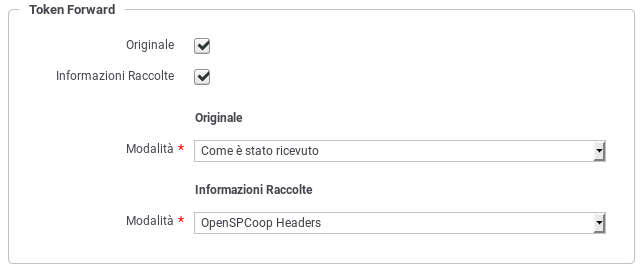 Token Forward
Originale
Informazioni Raccolte
Originale
Modalità * Come è stato ricevuto
Informazioni Raccolte
Modalità * OpenSPCoop Headers